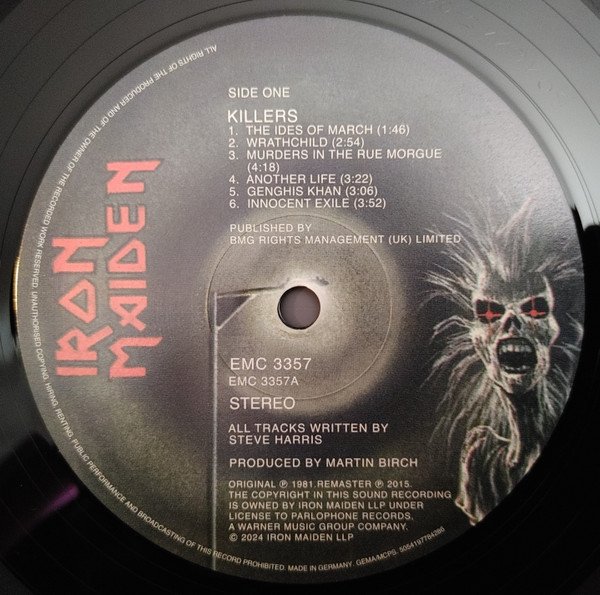 SIDE ONE
KILLERS
1. THE IDES OF MARCH (1:46)
2. WRATHCHILD (2:54)
3. MURDERS IN THE RUE MORGUE
(4:18)
4. ANOTHER LIFE (3:22)
5. GENGHIS KHAN (3:06)
6. INNOCENT EXILE (3:52)
PUBLISHED BY
BMG RIGHTS MANAGEMENT (UK) LIMITED
IRON
MAIDEN
EMC 3357
EMC 3357A
STEREO
ALL TRACKS WRITTEN BY
STEVE HARRIS
PRODUCED BY MARTIN BIRCH
ORIGINAL ℗ 1981.REMASTER ℗ 2015.
THE COPYRIGHT IN THIS SOUND RECORDING
IS OWNED BY IRON MAIDEN LLP UNDER
LICENSE TO PARLOPHONE RECORDS,
A WARNER MUSIC GROUP COMPANY.
© 2024 IRON MAIDEN LLP
ALL RIGHTS OF THE PRODUCER AND OF THE OWNER OF THE RECORDED WORK RESERVED. UNAUTHORISED COPYING, HIRING, RENTING, PUBLIC PERFORMANCE AND BROADCASTING OF THIS RECORD PROHIBITED. MADE IN GERMANY. GEMA/MCPS. 5054197784286